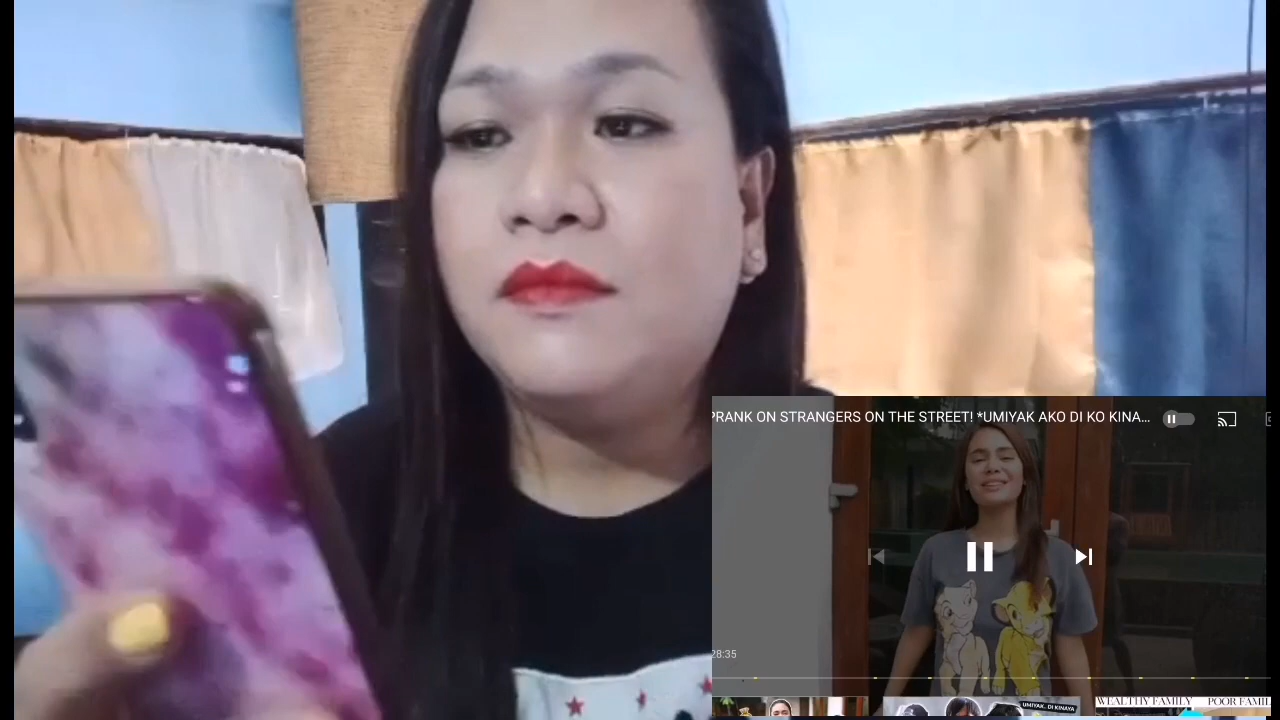 PRANK ON STRANGERS ON THE STREET! *UMIYAK AKO DI KO KINA...
28:35
UMIYAK.. DI KINAYA
WEALTHY FAMILY POOR FAMIL